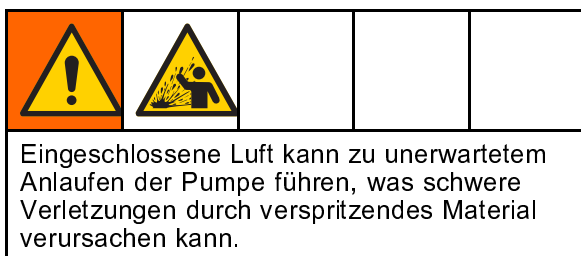 Eingeschlossene Luft kann zu unerwartetem
Anlaufen der Pumpe führen, was schwere
Verletzungen durch verspritzendes Material
verursachen kann.